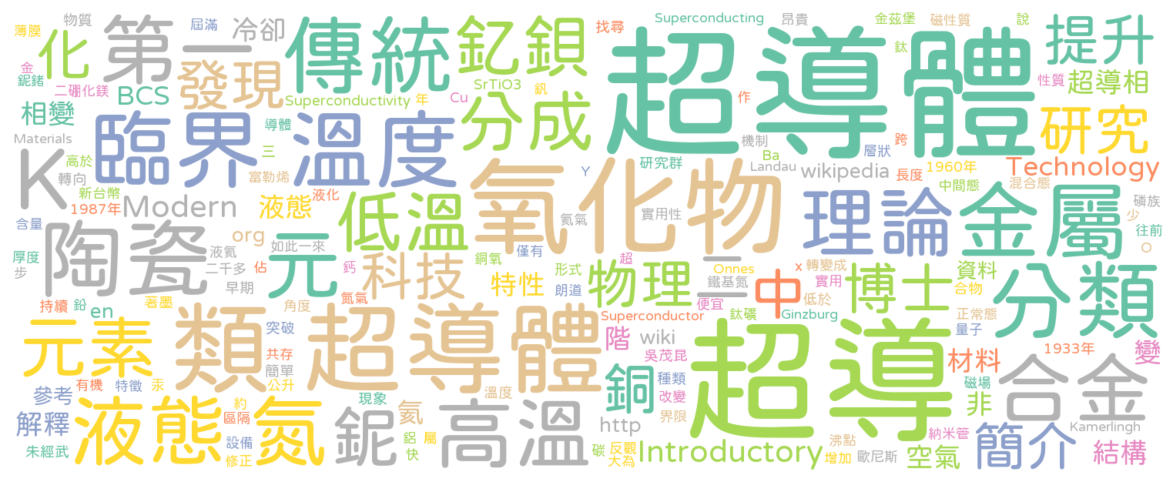 物質
屆滿
冷卻
傳統
釔鋇
找尋
Superconducting
昂貴
金茲堡
磁性質
說
提升
薄膜
化
第一
超導體
鈦
金
鈮鍺
二硼化鎂
BCS
發現
Superconductivity
年
SrTiO3
釩
Cu
作
性質
超導相
相變
導體
分成
跨
研究
Materials
臨界
溫度
三
機制
層狀
1960年
Technology
K
高於
轉向
富勒烯
研究群
Ba
Landau
wikipedia
長度
中間態
混合態
新台幣
液化
Y
磷族
少
1987年
Modern
液態
低溫
氧化物
理論
金屬
含量
氦氣
實用性
往前
O
陶瓷
org
液氦
如此一來
元
銅氧
僅有
厚度
步
二千多
佔
鈣
科技
特性
形式
超
物理
二
Onnes
x
轉變成
博士
資料
分類
早期
朗道
鐵基氮
中
實用
合物
持續
鉛
en
著墨
角度
氮氣
Superconductor
便宜
鈦碳
Ginzburg
低於
正常態
量子
元素
類
超導體
突破
階
wiki
超導
1933年
變
共存
吳茂昆
材料
簡單
有機
特徵
汞
公升
溫度
銅
種類
改變
磁場
合金
參考
現象
界限
非
液態氮
約
鈮
氦
高溫
http
納米管
Kamerlingh
解釋
區隔
鋁
屬
沸點
設備
朱經武
修正
快
碳
反觀
大為
Introductory
增加
歐尼斯
空氣
簡介
結構